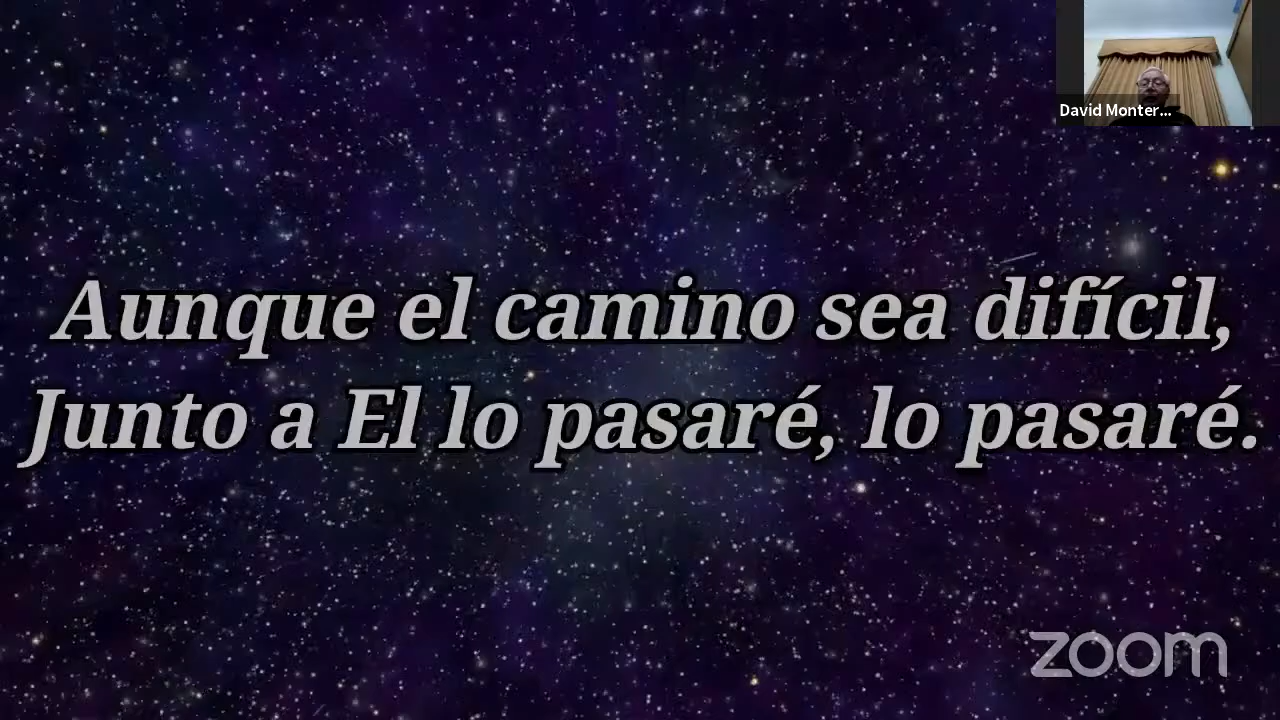 David Monter...
Aunque el camino sea difícil,
Junto a El lo pasaré, lo pasaré.
zoom